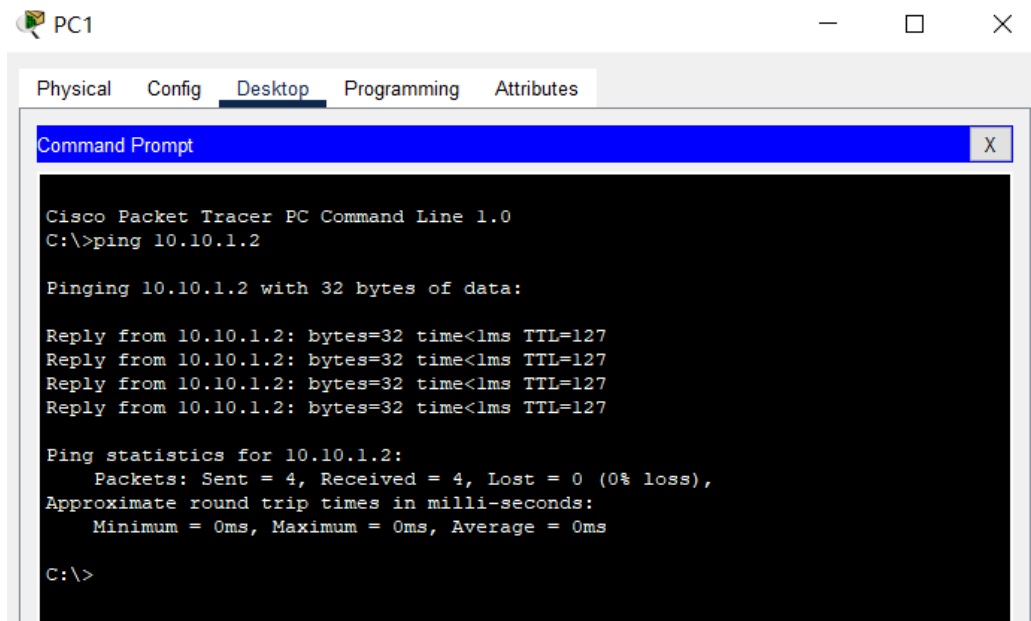 PC1
Physical Config Desktop Programming Attributes
Command Prompt X
Cisco Packet Tracer PC Command Line 1.0
C:\>ping 10.10.1.2
Pinging 10.10.1.2 with 32 bytes of data:
Reply from 10.10.1.2: bytes=32 time<1ms TTL=127
Reply from 10.10.1.2: bytes=32 time<1ms TTL=127
Reply from 10.10.1.2: bytes=32 time<1ms TTL=127
Reply from 10.10.1.2: bytes=32 time<1ms TTL=127
Ping statistics for 10.10.1.2:
    Packets: Sent = 4, Received = 4, Lost = 0 (0% loss),
Approximate round trip times in milli-seconds:
    Minimum = 0ms, Maximum = 0ms, Average = 0ms
C:\>